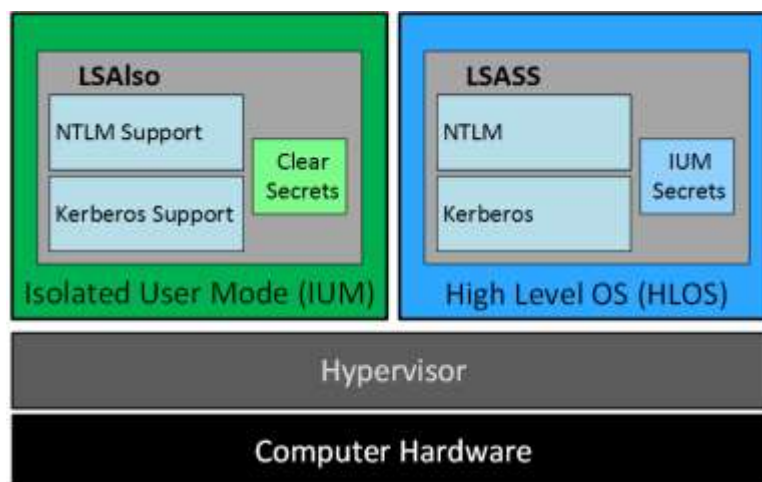 LSAlso
NTLM Support
Kerberos Support
Clear
Secrets
Isolated User Mode (IUM)
LSASS
NTLM
Kerberos
IUM
Secrets
High Level OS (HLOS)
Hypervisor
Computer Hardware